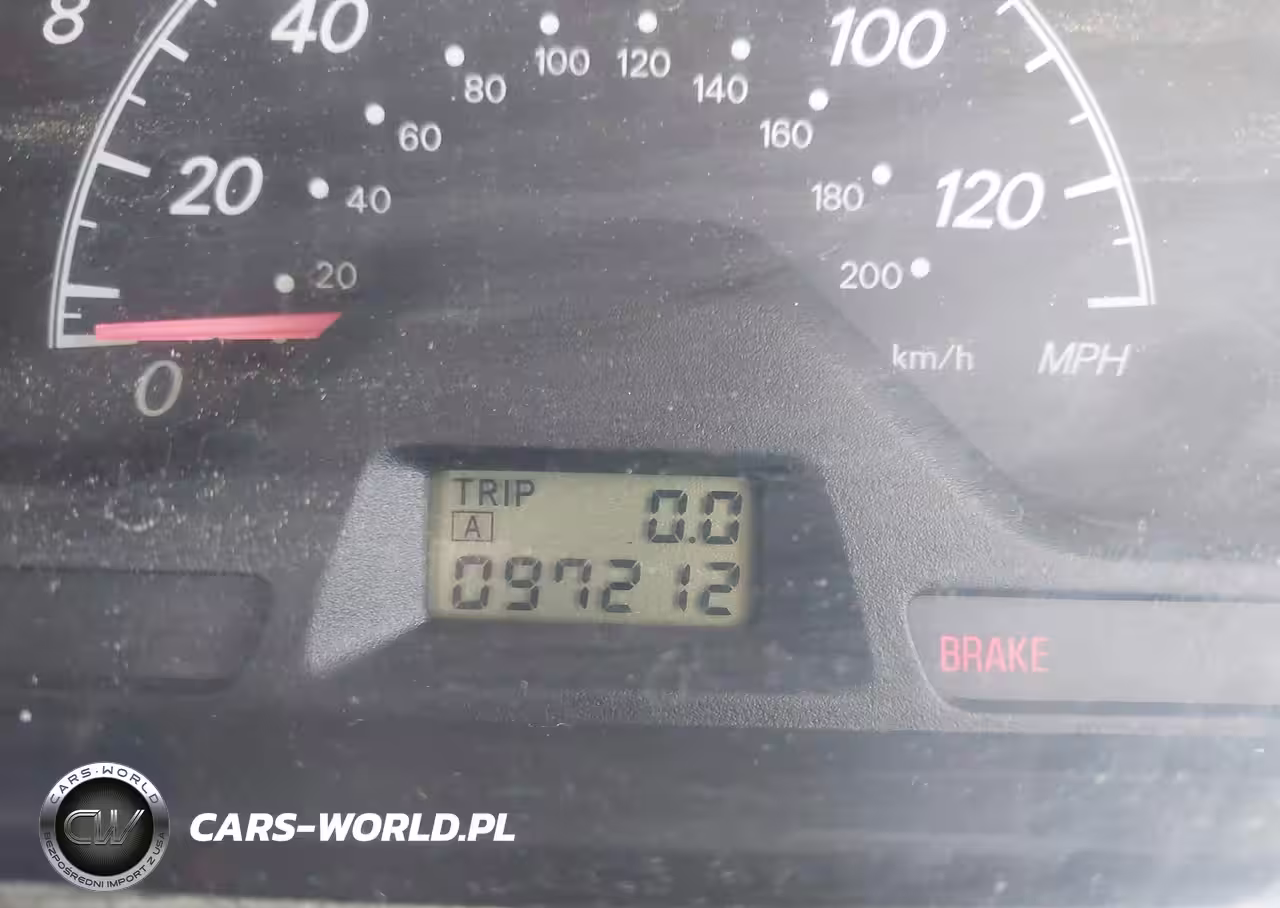 8
40
100
80
100
120
140
60
160
20
40
180
120
20
200
km/h
MPH
0
TRIP
A
0.0
097212
BRAKE
CARS·WORLD
CW
BEZPOŚREDNI IMPORT Z USA
CARS-WORLD.PL